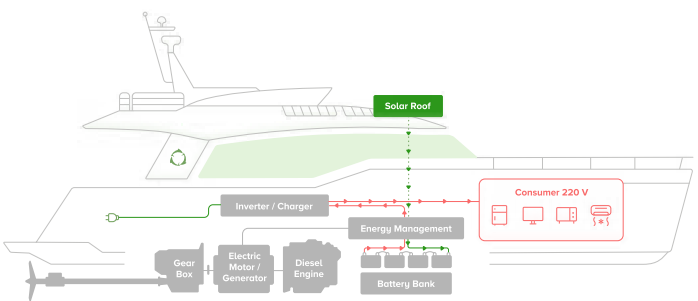 Solar Roof
Consumer 220 V
Inverter / Charger
Energy Management
Gear
Box
Electric
Motor /
Generator
Diesel
Engine
Battery Bank